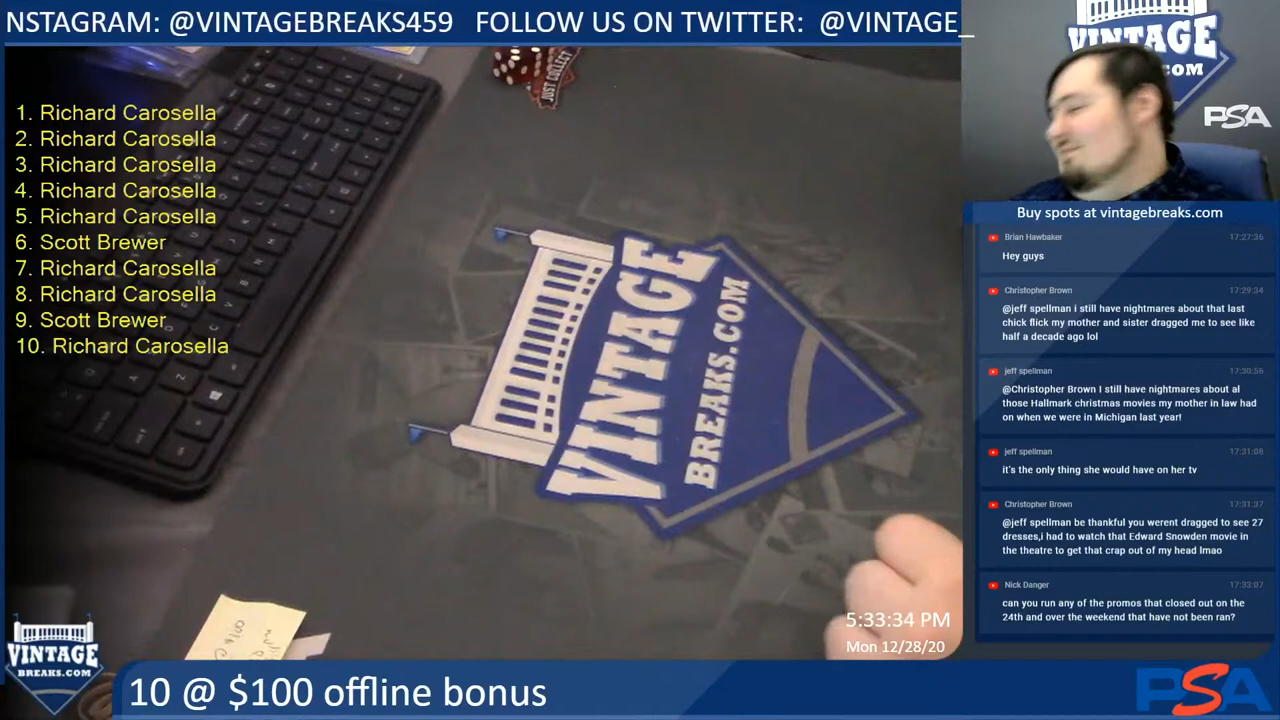 NSTAGRAM: @VINTAGEBREAKS459 FOLLOW US ON TWITTER: @VINTAGE_
VINTAGE
.COM
PSA
JUST COLLECT
1. Richard Carosella
2. Richard Carosella
3. Richard Carosella
4. Richard Carosella
5. Richard Carosella
6. Scott Brewer
7. Richard Carosella
8. Richard Carosella
9. Scott Brewer
10. Richard Carosella
VINTAGE
BREAKS.COM
Buy spots at vintagebreaks.com
Brian Hawbaker 17:27:36
Hey guys
Christopher Brown 17:29:34
@jeff spellman i still have nightmares about that last
chick flick my mother and sister dragged me to see like
half a decade ago lol
jeff spellman 17:30:56
@Christopher Brown I still have nightmares about al
those Hallmark christmas movies my mother in law had
on when we were in Michigan last year!
jeff spellman 17:31:08
it's the only thing she would have on her tv
Christopher Brown 17:31:37
@jeff spellman be thankful you werent dragged to see 27
dresses,i had to watch that Edward Snowden movie in
the theatre to get that crap out of my head lmao
Nick Danger 17:33:07
can you run any of the promos that closed out on the
24th and over the weekend that have not been ran?
5:33:34 PM
Mon 12/28/20
VINTAGE
BREAKS.COM
10 @ $100 offline bonus
PSA